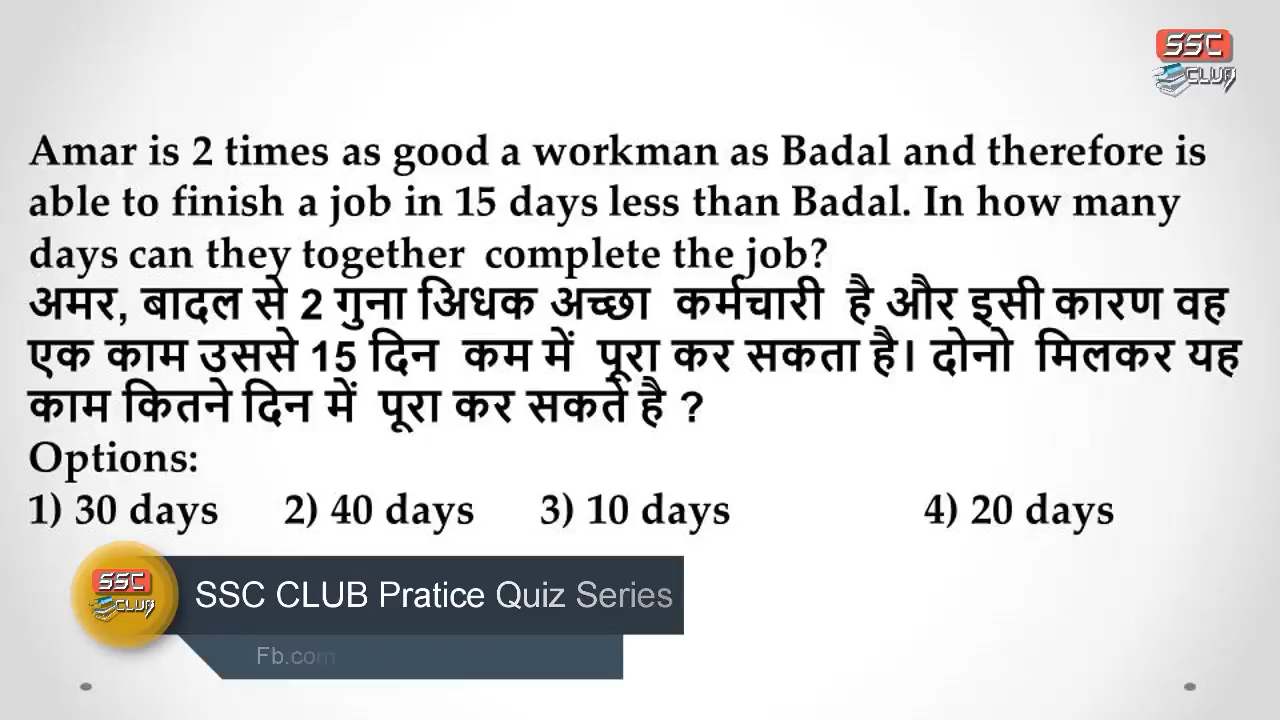 SSC
CLUB
Amar is 2 times as good a workman as Badal and therefore is
able to finish a job in 15 days less than Badal. In how many
days can they together complete the job?
अमर, बादल से 2 गुना अिधक अच्छा कर्मचारी है और इसी कारण वह
एक काम उससे 15 दिन कम में पूरा कर सकता है। दोनो मिलकर यह
काम कितने दिन में पूरा कर सकते है ?
Options:
1) 30 days 2) 40 days 3) 10 days 4) 20 days
SSC
CLUB
SSC CLUB Pratice Quiz Series
Fb.com